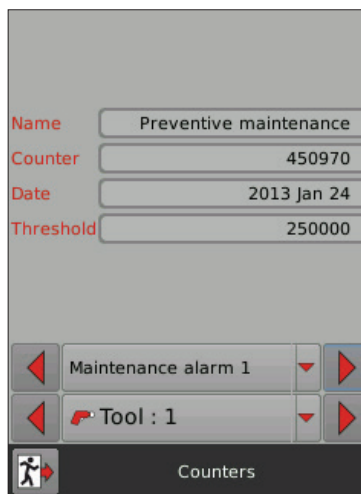 Name Preventive maintenance
Counter 450970
Date 2013 Jan 24
Threshold 250000
Maintenance alarm 1
Tool : 1
Counters